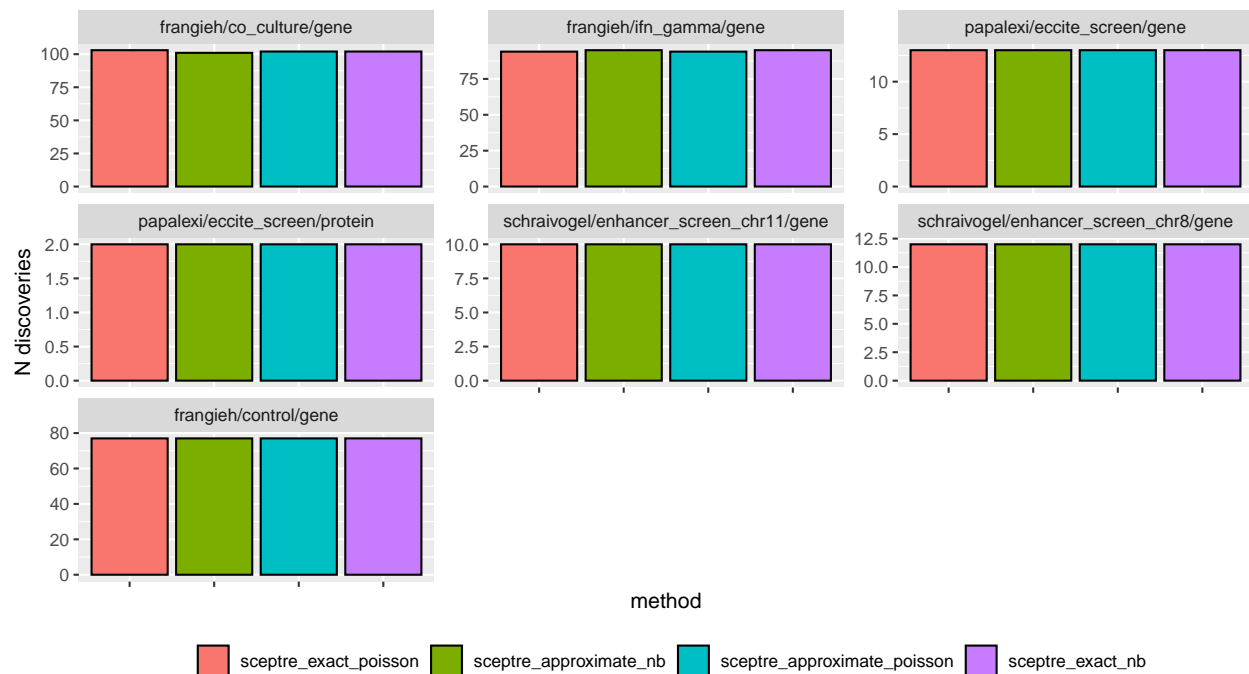 frangieh/co_culture/gene
frangieh/ifn_gamma/gene
papalexi/eccite_screen/gene
100
75
50
25
0
75
50
25
0
10
5
0
papalexi/eccite_screen/protein
schraivogel/enhancer_screen_chr11/gene
schraivogel/enhancer_screen_chr8/gene
2.0
1.5
1.0
0.5
0.0
10.0
7.5
5.0
2.5
0.0
12.5
10.0
7.5
5.0
2.5
0.0
N discoveries
frangieh/control/gene
80
60
40
20
0
method
sceptre_exact_poisson
sceptre_approximate_nb
sceptre_approximate_poisson
sceptre_exact_nb